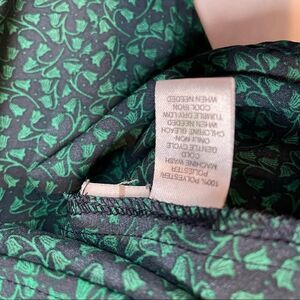 100% POLYESTER
MACHINE WASH
COLD
GENTLE CYCLE
ONLY NON-
CHLORINE BLEACH
WHEN NEEDED
TUMBLE DRY LOW
COOL IRON
WHEN NEEDED